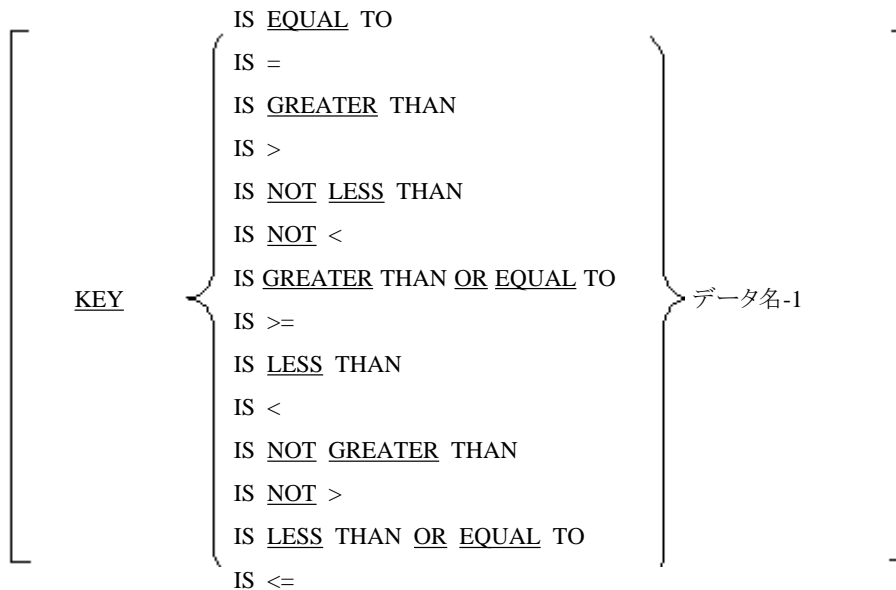 IS EQUAL TO
IS =
IS GREATER THAN
IS >
IS NOT LESS THAN
IS NOT <
KEY IS GREATER THAN OR EQUAL TO データ名-1
IS >=
IS LESS THAN
IS <
IS NOT GREATER THAN
IS NOT >
IS LESS THAN OR EQUAL TO
IS <=